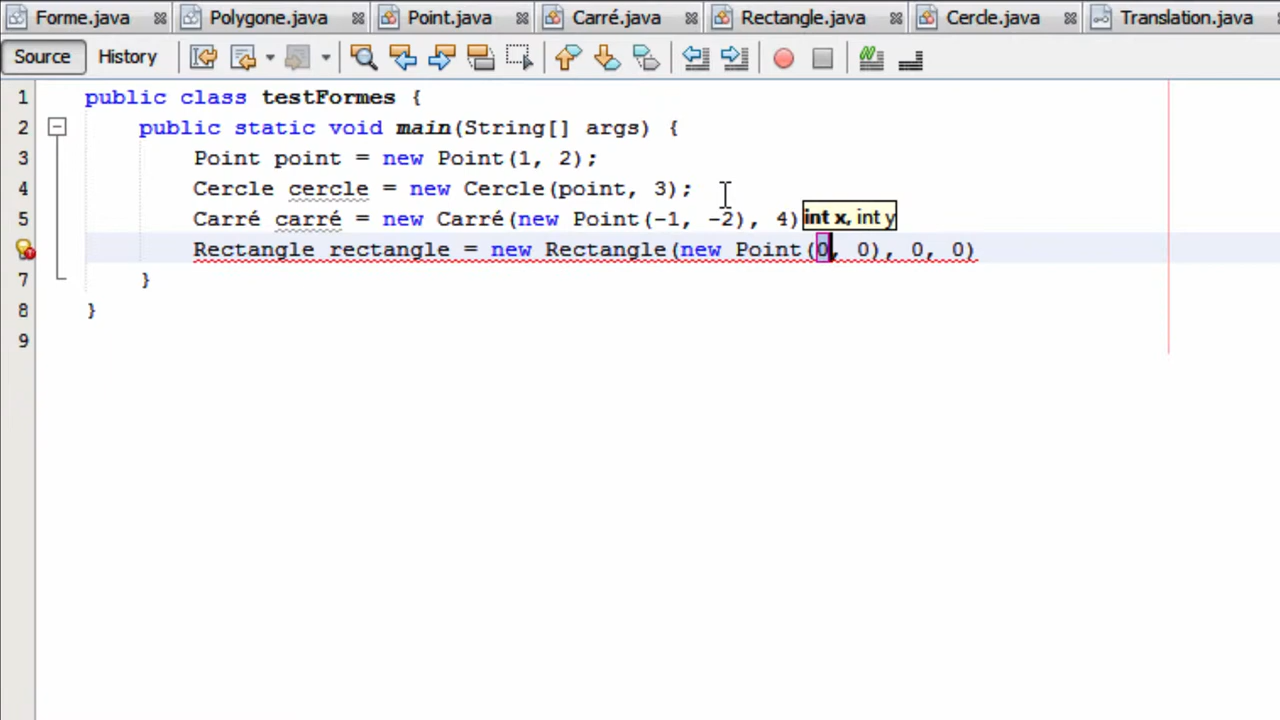 Forme.java Polygone.java Point.java Carré.java Rectangle.java Cercle.java Translation.java
Source History
1 public class testFormes {
2 public static void main(String[] args) {
3 Point point = new Point(1, 2);
4 Cercle cercle = new Cercle(point, 3);
5 Carré carré = new Carré(new Point(-1, -2), 4)
int x, int y
Rectangle rectangle = new Rectangle(new Point(0, 0), 0, 0)
7 }
8 }
9